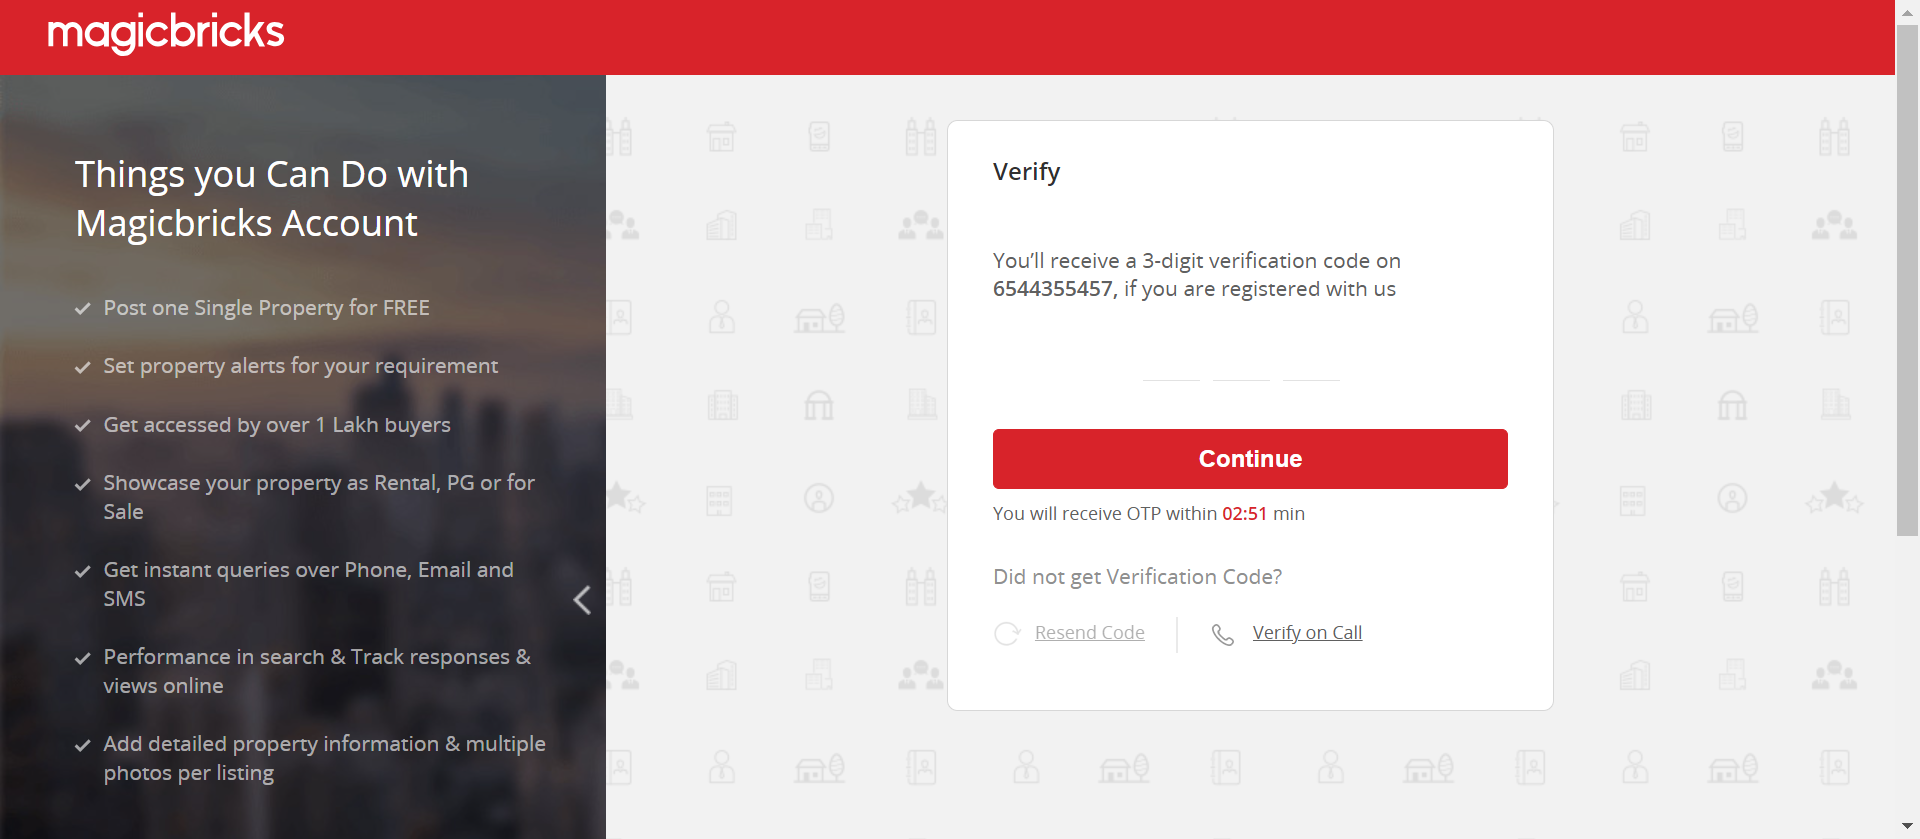 magicbricks
Things you Can Do with
Magicbricks Account
Post one Single Property for FREE
Set property alerts for your requirement
Get accessed by over 1 Lakh buyers
Showcase your property as Rental, PG or for
Sale
Get instant queries over Phone, Email and
SMS
Performance in search & Track responses &
views online
Add detailed property information & multiple
photos per listing
Verify
You’ll receive a 3-digit verification code on
6544355457, if you are registered with us
Continue
You will receive OTP within 02:51 min
Did not get Verification Code?
Resend Code Verify on Call